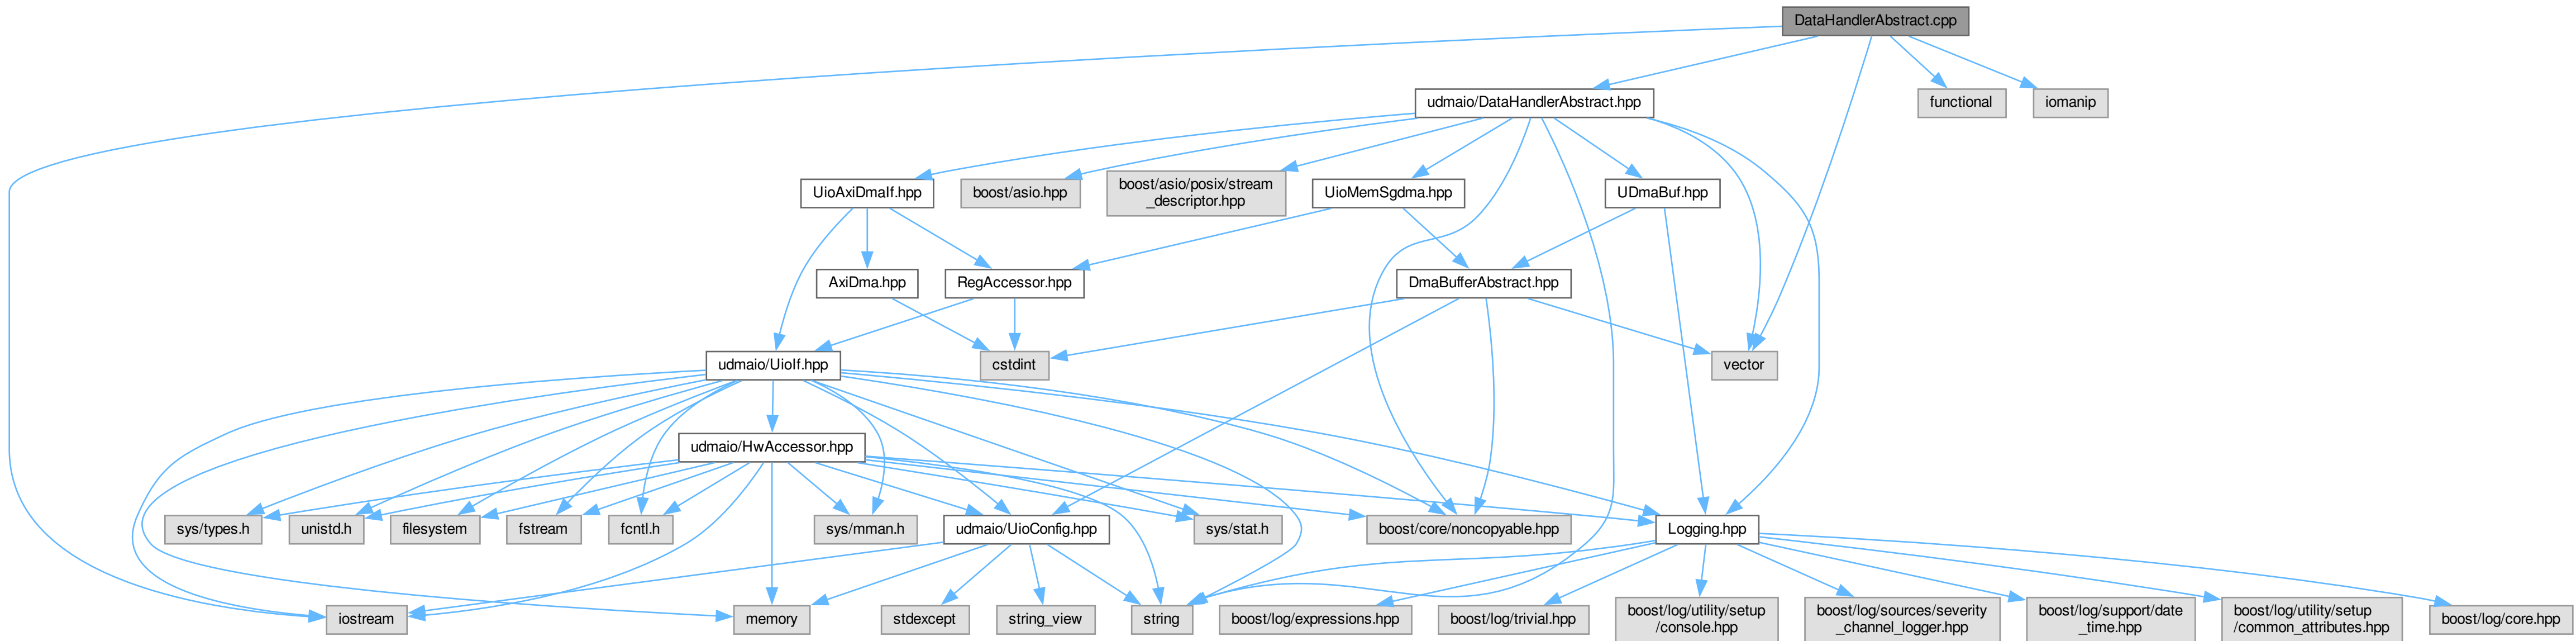 DataHandlerAbstract.cpp
udmaio/DataHandlerAbstract.hpp
functional
iomanip
UioAxiDmaIf.hpp
boost/asio.hpp
boost/asio/posix/stream
_descriptor.hpp
UioMemSgdma.hpp
UDmaBuf.hpp
AxiDma.hpp
RegAccessor.hpp
DmaBufferAbstract.hpp
udmaio/UioIf.hpp
cstdint
vector
udmaio/HwAccessor.hpp
sys/types.h
unistd.h
filesystem
fstream
fcntl.h
sys/mman.h
udmaio/UioConfig.hpp
sys/stat.h
boost/core/noncopyable.hpp
Logging.hpp
iostream
memory
stdexcept
string_view
string
boost/log/expressions.hpp
boost/log/trivial.hpp
boost/log/utility/setup
/console.hpp
boost/log/sources/severity
_channel_logger.hpp
boost/log/support/date
_time.hpp
boost/log/utility/setup
/common_attributes.hpp
boost/log/core.hpp